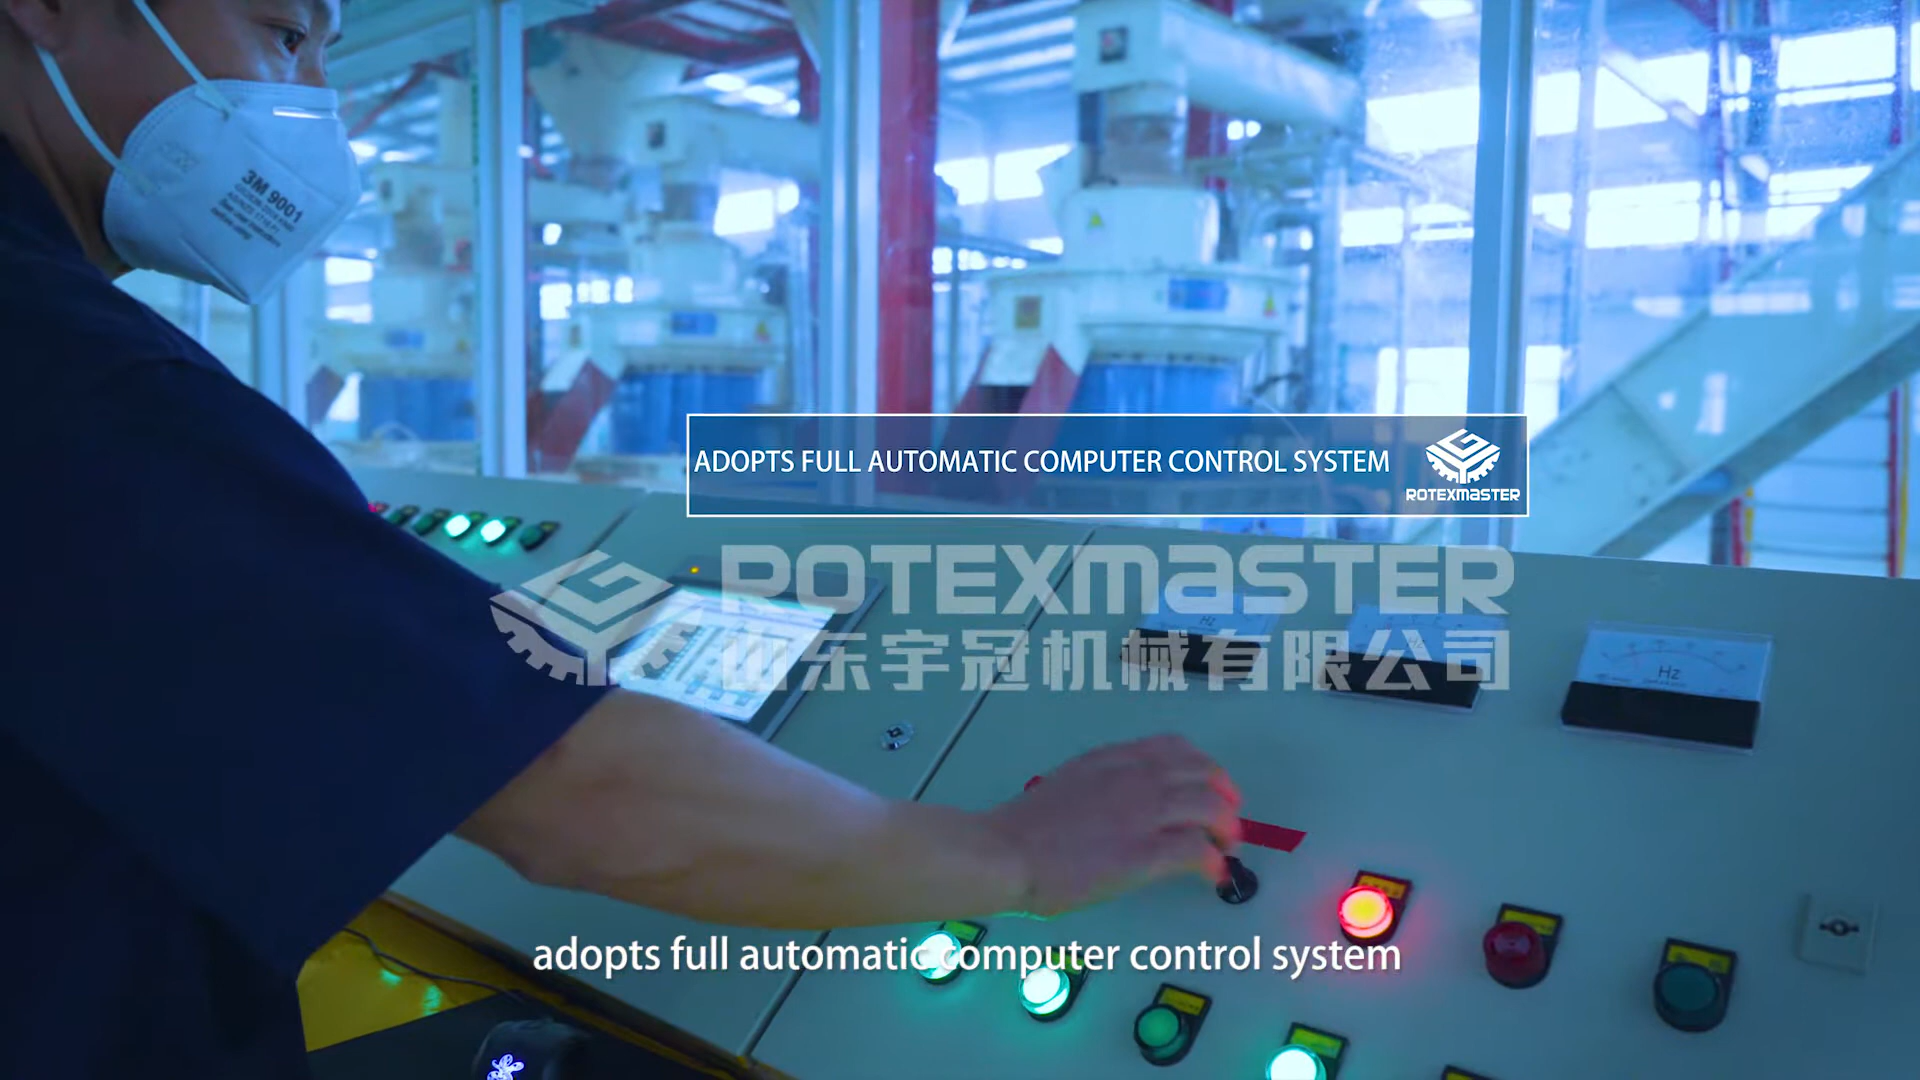 3M 9001
ADOPTS FULL AUTOMATIC COMPUTER CONTROL SYSTEM
ROTEXMASTER
ROTEXMASTER
山东宇冠机械有限公司
Hz
Hz
adopts full automatic computer control system